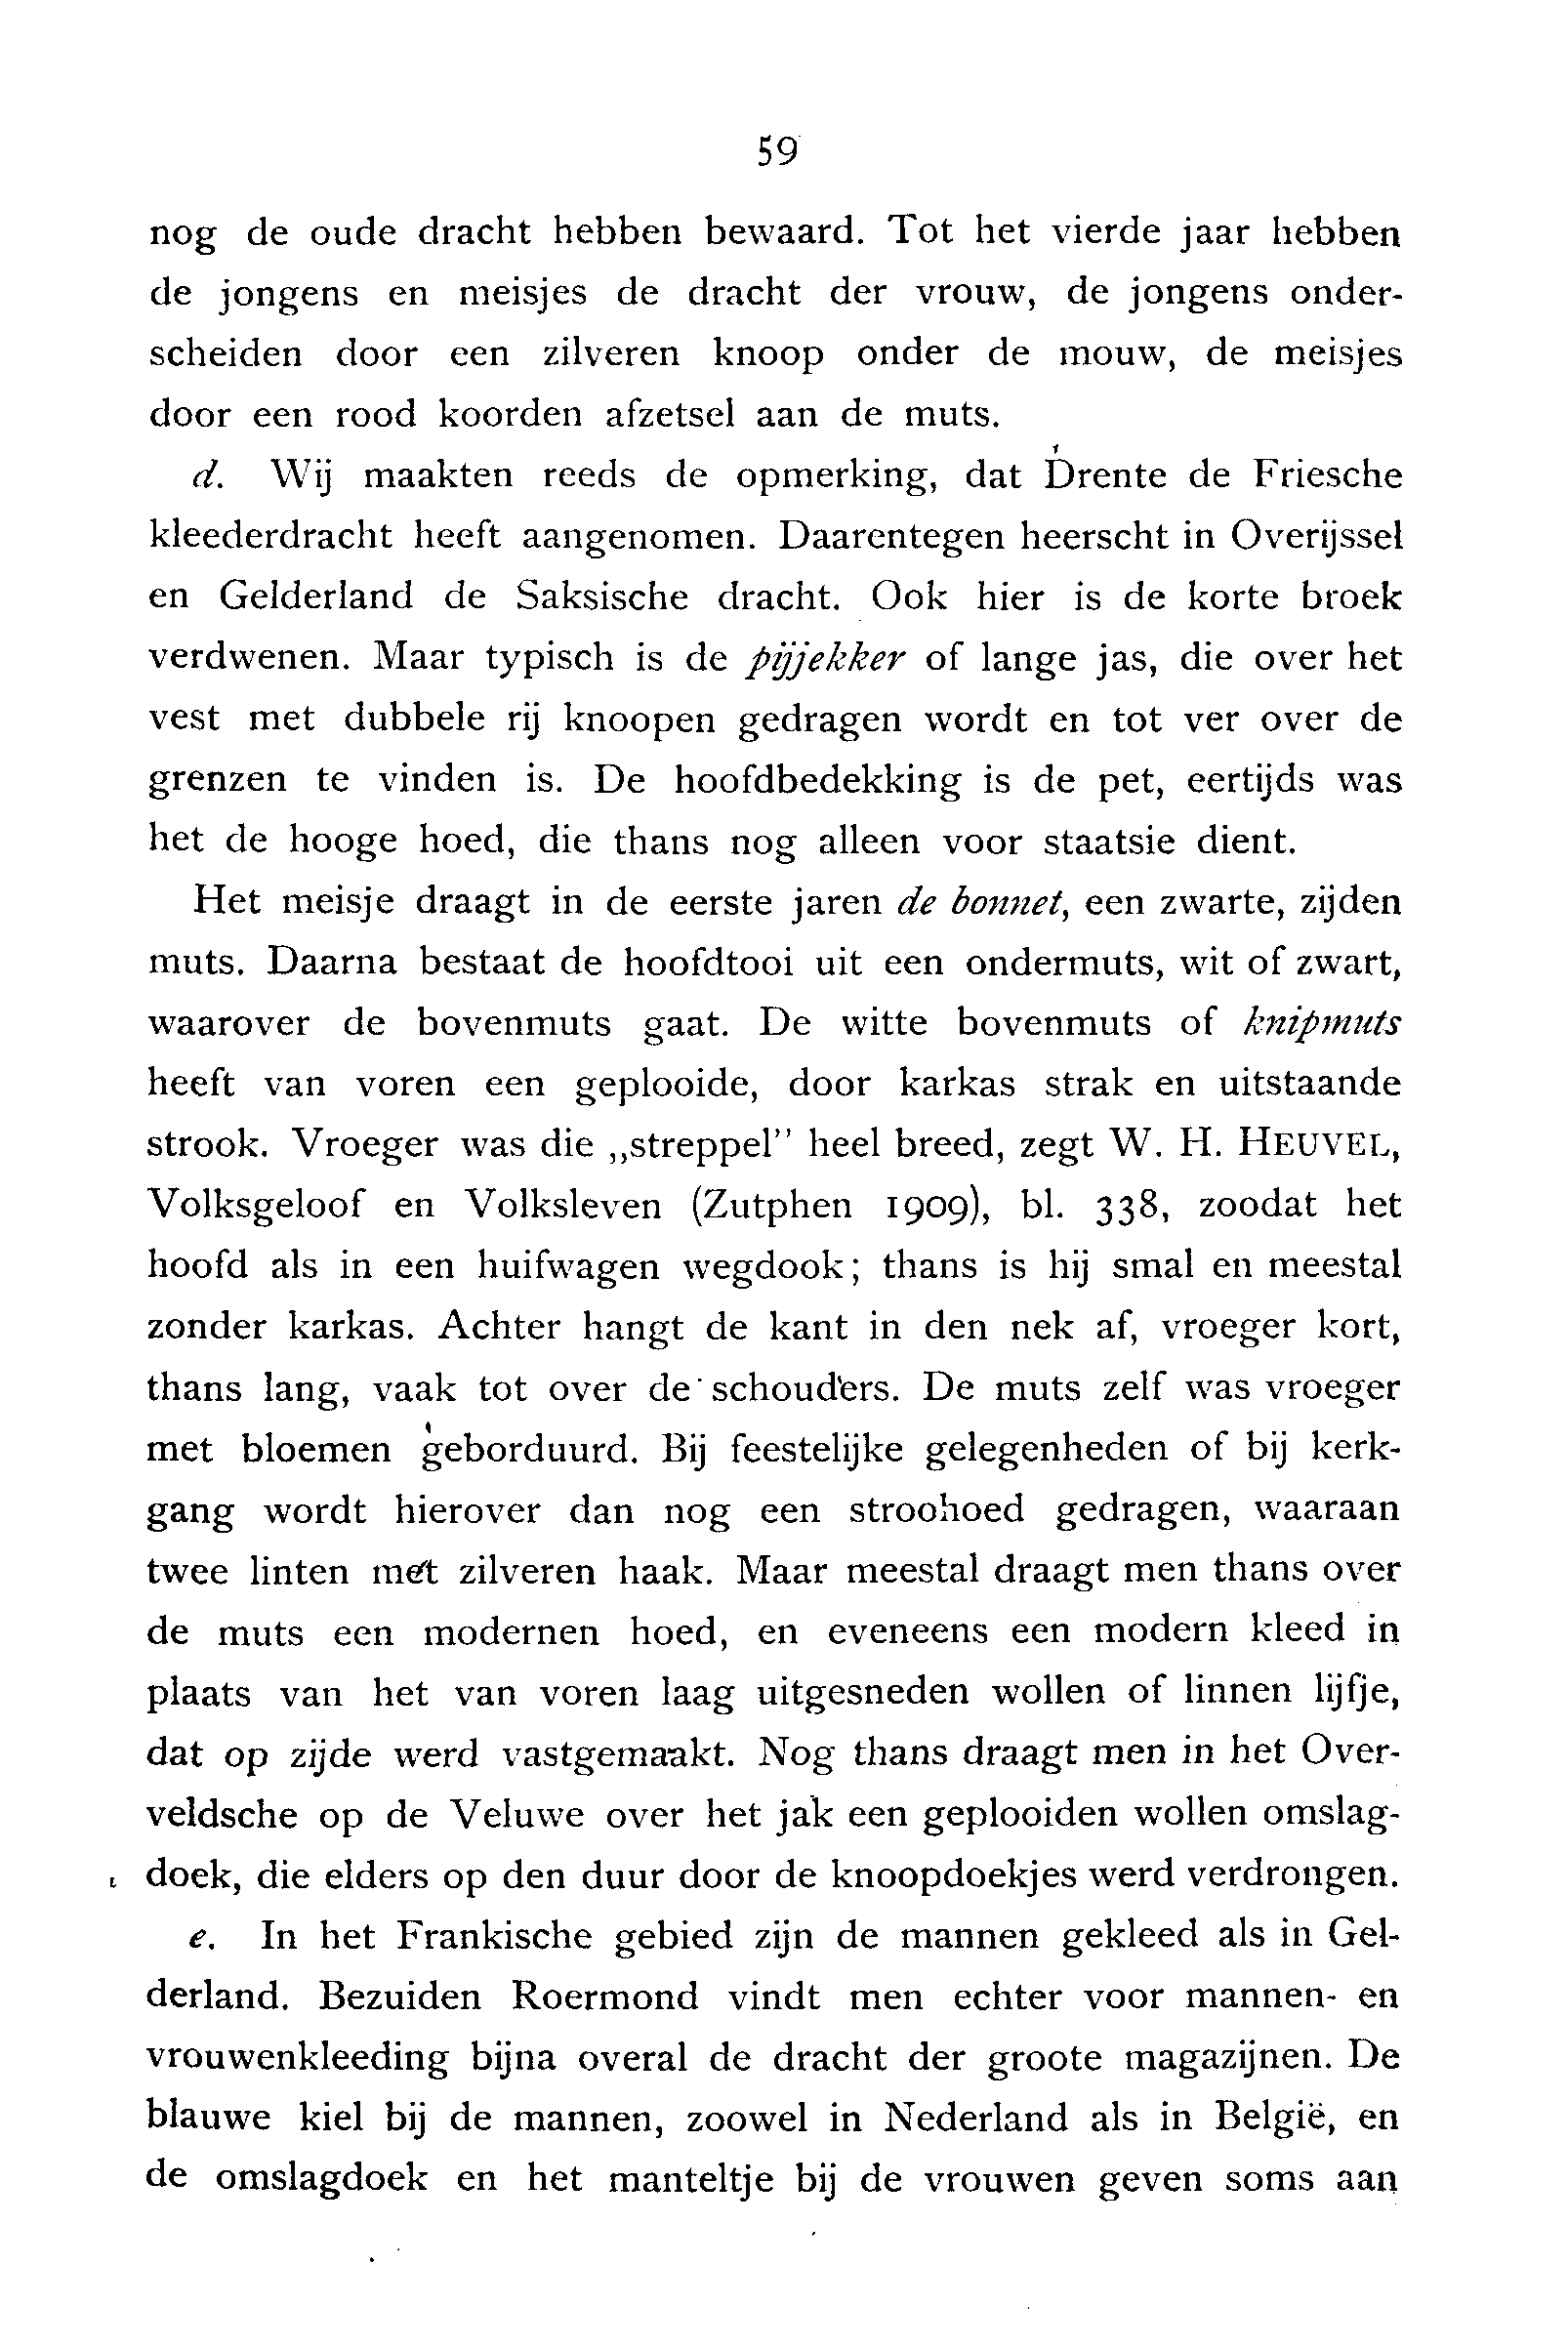 59
nog de oude dracht hebben bewaard. Tot het vierde jaar hebben
de jongens en meisjes de dracht der vrouw, de jongens onder-
scheiden door een zilveren knoop onder de mouw, de meisjes
door een rood koorden afzetsel aan de muts.
d. Wij maakten reeds de opmerking, dat Drente de Friesche
kleederdracht heeft aangenomen. Daarentegen heerscht in Overijssel
en Gelderland de Saksische dracht. Ook hier is de korte broek
verdwenen. Maar typisch is de pijjekker of lange jas, die over het
vest met dubbele rij knoopen gedragen wordt en tot ver over de
grenzen te vinden is. De hoofdbedekking is de pet, eertijds was
het de hooge hoed, die thans nog alleen voor staatsie dient.
Het meisje draagt in de eerste jaren de bonnet, een zwarte, zijden
muts. Daarna bestaat de hoofdtooi uit een ondermuts, wit of zwart,
waarover de bovenmuts gaat. De witte bovenmuts of knipmuts
heeft van voren een geplooide, door karkas strak en uitstaande
strook. Vroeger was die „streppel” heel breed, zegt W. H. HEUVEL,
Volksgeloof en Volksleven (Zutphen 1909), bl. 338, zoodat het
hoofd als in een huifwagen wegdook; thans is hij smal en meestal
zonder karkas. Achter hangt de kant in den nek af, vroeger kort,
thans lang, vaak tot over de schouders. De muts zelf was vroeger
met bloemen geborduurd. Bij feestelijke gelegenheden of bij kerk-
gang wordt hierover dan nog een stroohoed gedragen, waaraan
twee linten met zilveren haak. Maar meestal draagt men thans over
de muts een modernen hoed, en eveneens een modern kleed in
plaats van het van voren laag uitgesneden wollen of linnen lijfje,
dat op zijde werd vastgemaakt. Nog thans draagt men in het Over-
veldsche op de Veluwe over het jak een geplooiden wollen omslag-
doek, die elders op den duur door de knoopdoekjes werd verdrongen.
e. In het Frankische gebied zijn de mannen gekleed als in Gel-
derland. Bezuiden Roermond vindt men echter voor mannen- en
vrouwenkleeding bijna overal de dracht der groote magazijnen. De
blauwe kiel bij de mannen, zoowel in Nederland als in België, en
de omslagdoek en het manteltje bij de vrouwen geven soms aan